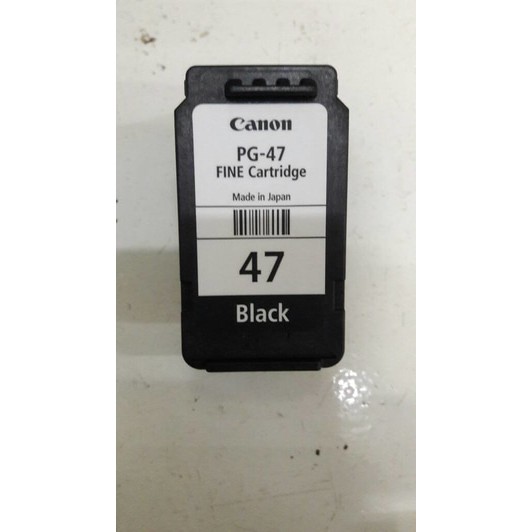 Canon
PG-47
FINE Cartridge
Made in Japan
47
Black